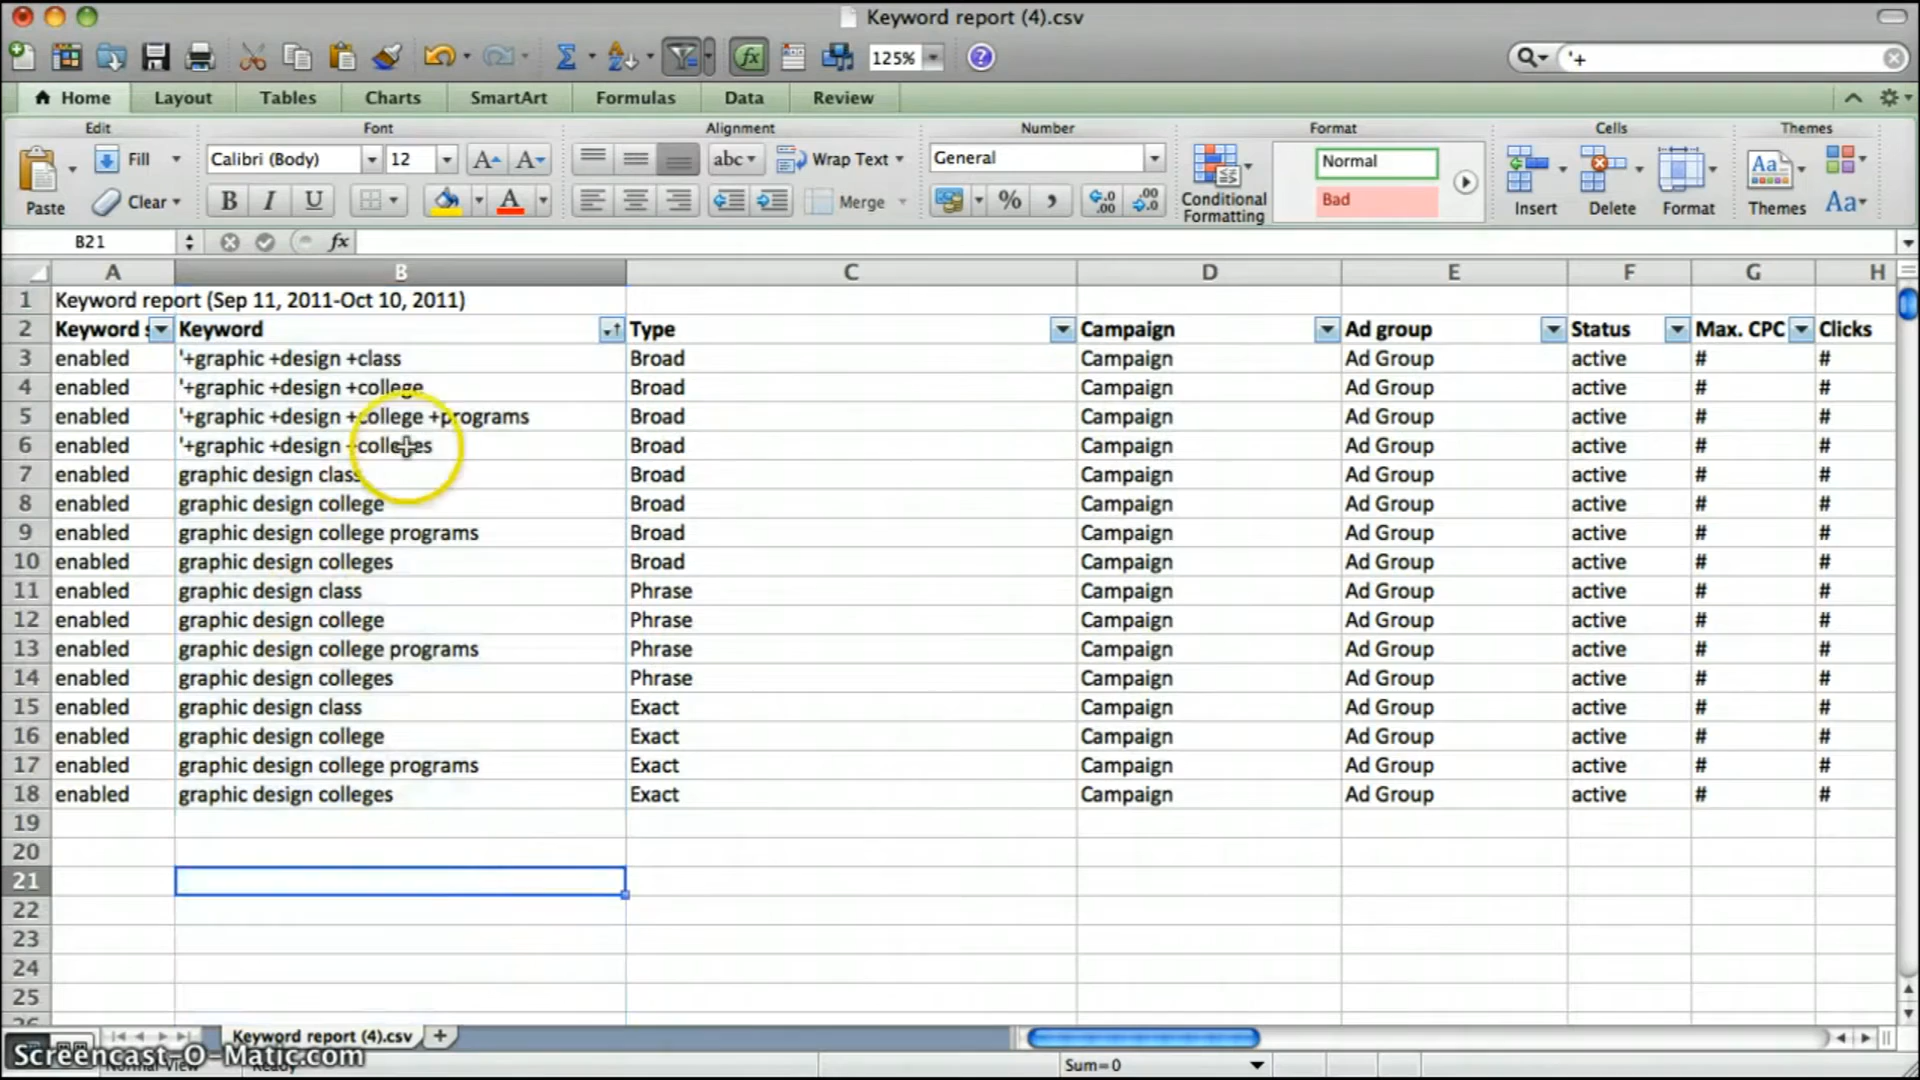 Keyword report (4).csv
125%
'+
Home Layout Tables Charts SmartArt Formulas Data Review
Edit Font Alignment Number Format Cells Themes
Fill Calibri (Body) 12 A A abc Wrap Text General Normal
Paste Clear B I U A Merge % , .0 .00 .00 .0 Conditional Formatting Bad Insert Delete Format Themes Aa
B21 fx
A B C D E F G H
1 Keyword report (Sep 11, 2011-Oct 10, 2011)
2 Keyword s Keyword Type Campaign Ad group Status Max. CPC Clicks
3 enabled '+graphic +design +class Broad Campaign Ad Group active # #
4 enabled '+graphic +design +college Broad Campaign Ad Group active # #
5 enabled '+graphic +design +college +programs Broad Campaign Ad Group active # #
6 enabled '+graphic +design +colleges Broad Campaign Ad Group active # #
7 enabled graphic design class Broad Campaign Ad Group active # #
8 enabled graphic design college Broad Campaign Ad Group active # #
9 enabled graphic design college programs Broad Campaign Ad Group active # #
10 enabled graphic design colleges Broad Campaign Ad Group active # #
11 enabled graphic design class Phrase Campaign Ad Group active # #
12 enabled graphic design college Phrase Campaign Ad Group active # #
13 enabled graphic design college programs Phrase Campaign Ad Group active # #
14 enabled graphic design colleges Phrase Campaign Ad Group active # #
15 enabled graphic design class Exact Campaign Ad Group active # #
16 enabled graphic design college Exact Campaign Ad Group active # #
17 enabled graphic design college programs Exact Campaign Ad Group active # #
18 enabled graphic design colleges Exact Campaign Ad Group active # #
19
20
21
22
23
24
25
Keyword report (4).csv
Screencast-O-Matic.com
Normal View Ready Sum=0